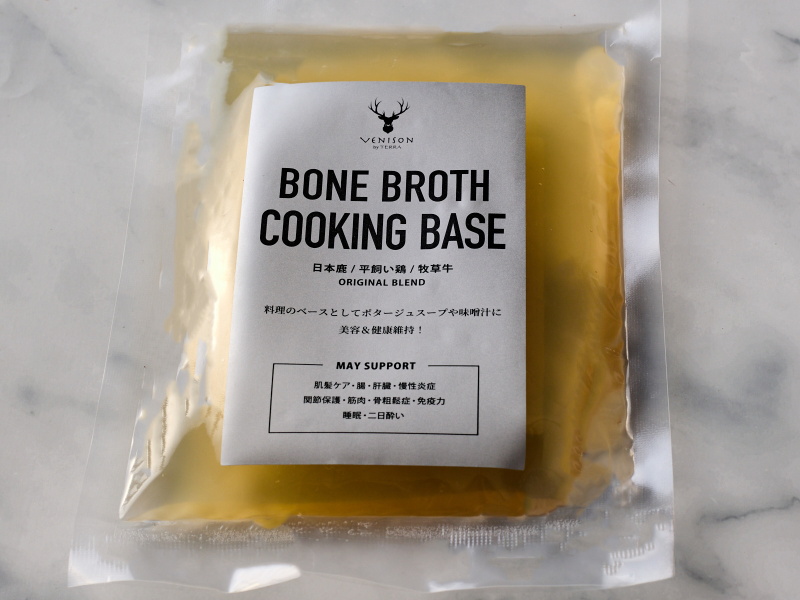 VENISON
by TERRA
BONE BROTH
COOKING BASE
日本鹿 / 平飼い鶏 / 牧草牛
ORIGINAL BLEND
料理のベースとしてポタージュスープや味噌汁に
美容&健康維持!
MAY SUPPORT
肌髪ケア・腸・肝臓・慢性炎症
関節保護・筋肉・骨粗鬆症・免疫力
睡眠・二日酔い